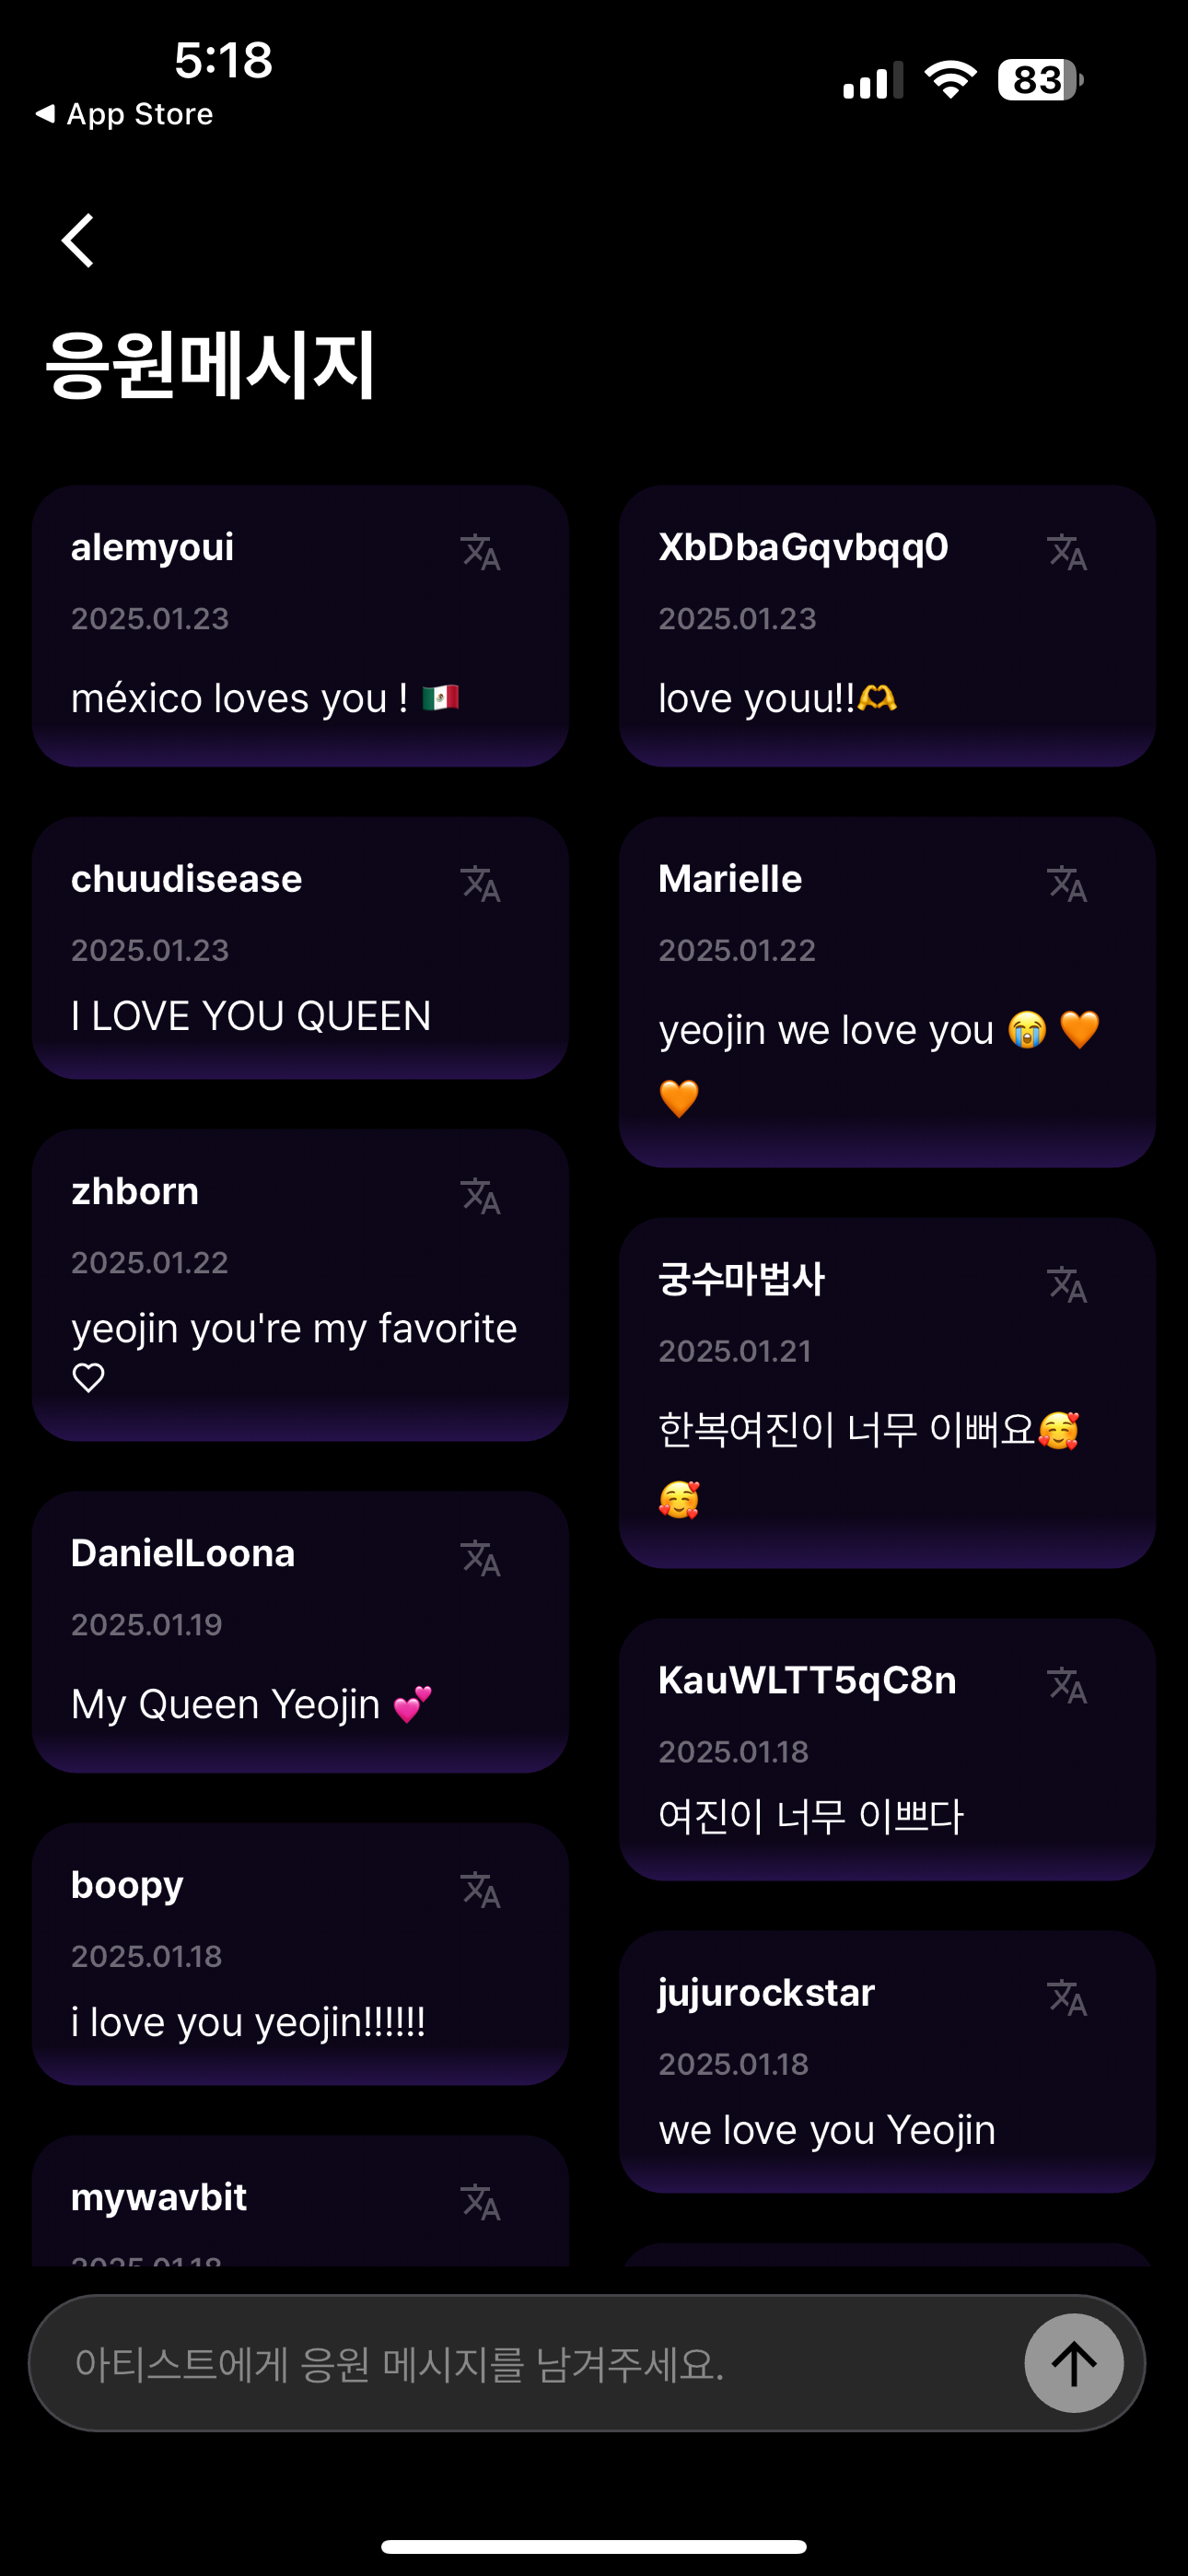 5:18
83
App Store
응원메시지
alemyoui
2025.01.23
méxico loves you ! 🇲🇽
XbDbaGqvbqq0
2025.01.23
love youu!!🫶
chuudisease
2025.01.23
I LOVE YOU QUEEN
Marielle
2025.01.22
yeojin we love you 😭 🧡
🧡
zhborn
2025.01.22
yeojin you're my favorite
♡
궁수마법사
2025.01.21
한복여진이 너무 이뻐요🥰
🥰
DanielLoona
2025.01.19
My Queen Yeojin 💕
KauWLTT5qC8n
2025.01.18
여진이 너무 이쁘다
boopy
2025.01.18
i love you yeojin!!!!!!
jujurockstar
2025.01.18
we love you Yeojin
mywavbit
2025.01.18
아티스트에게 응원 메시지를 남겨주세요.